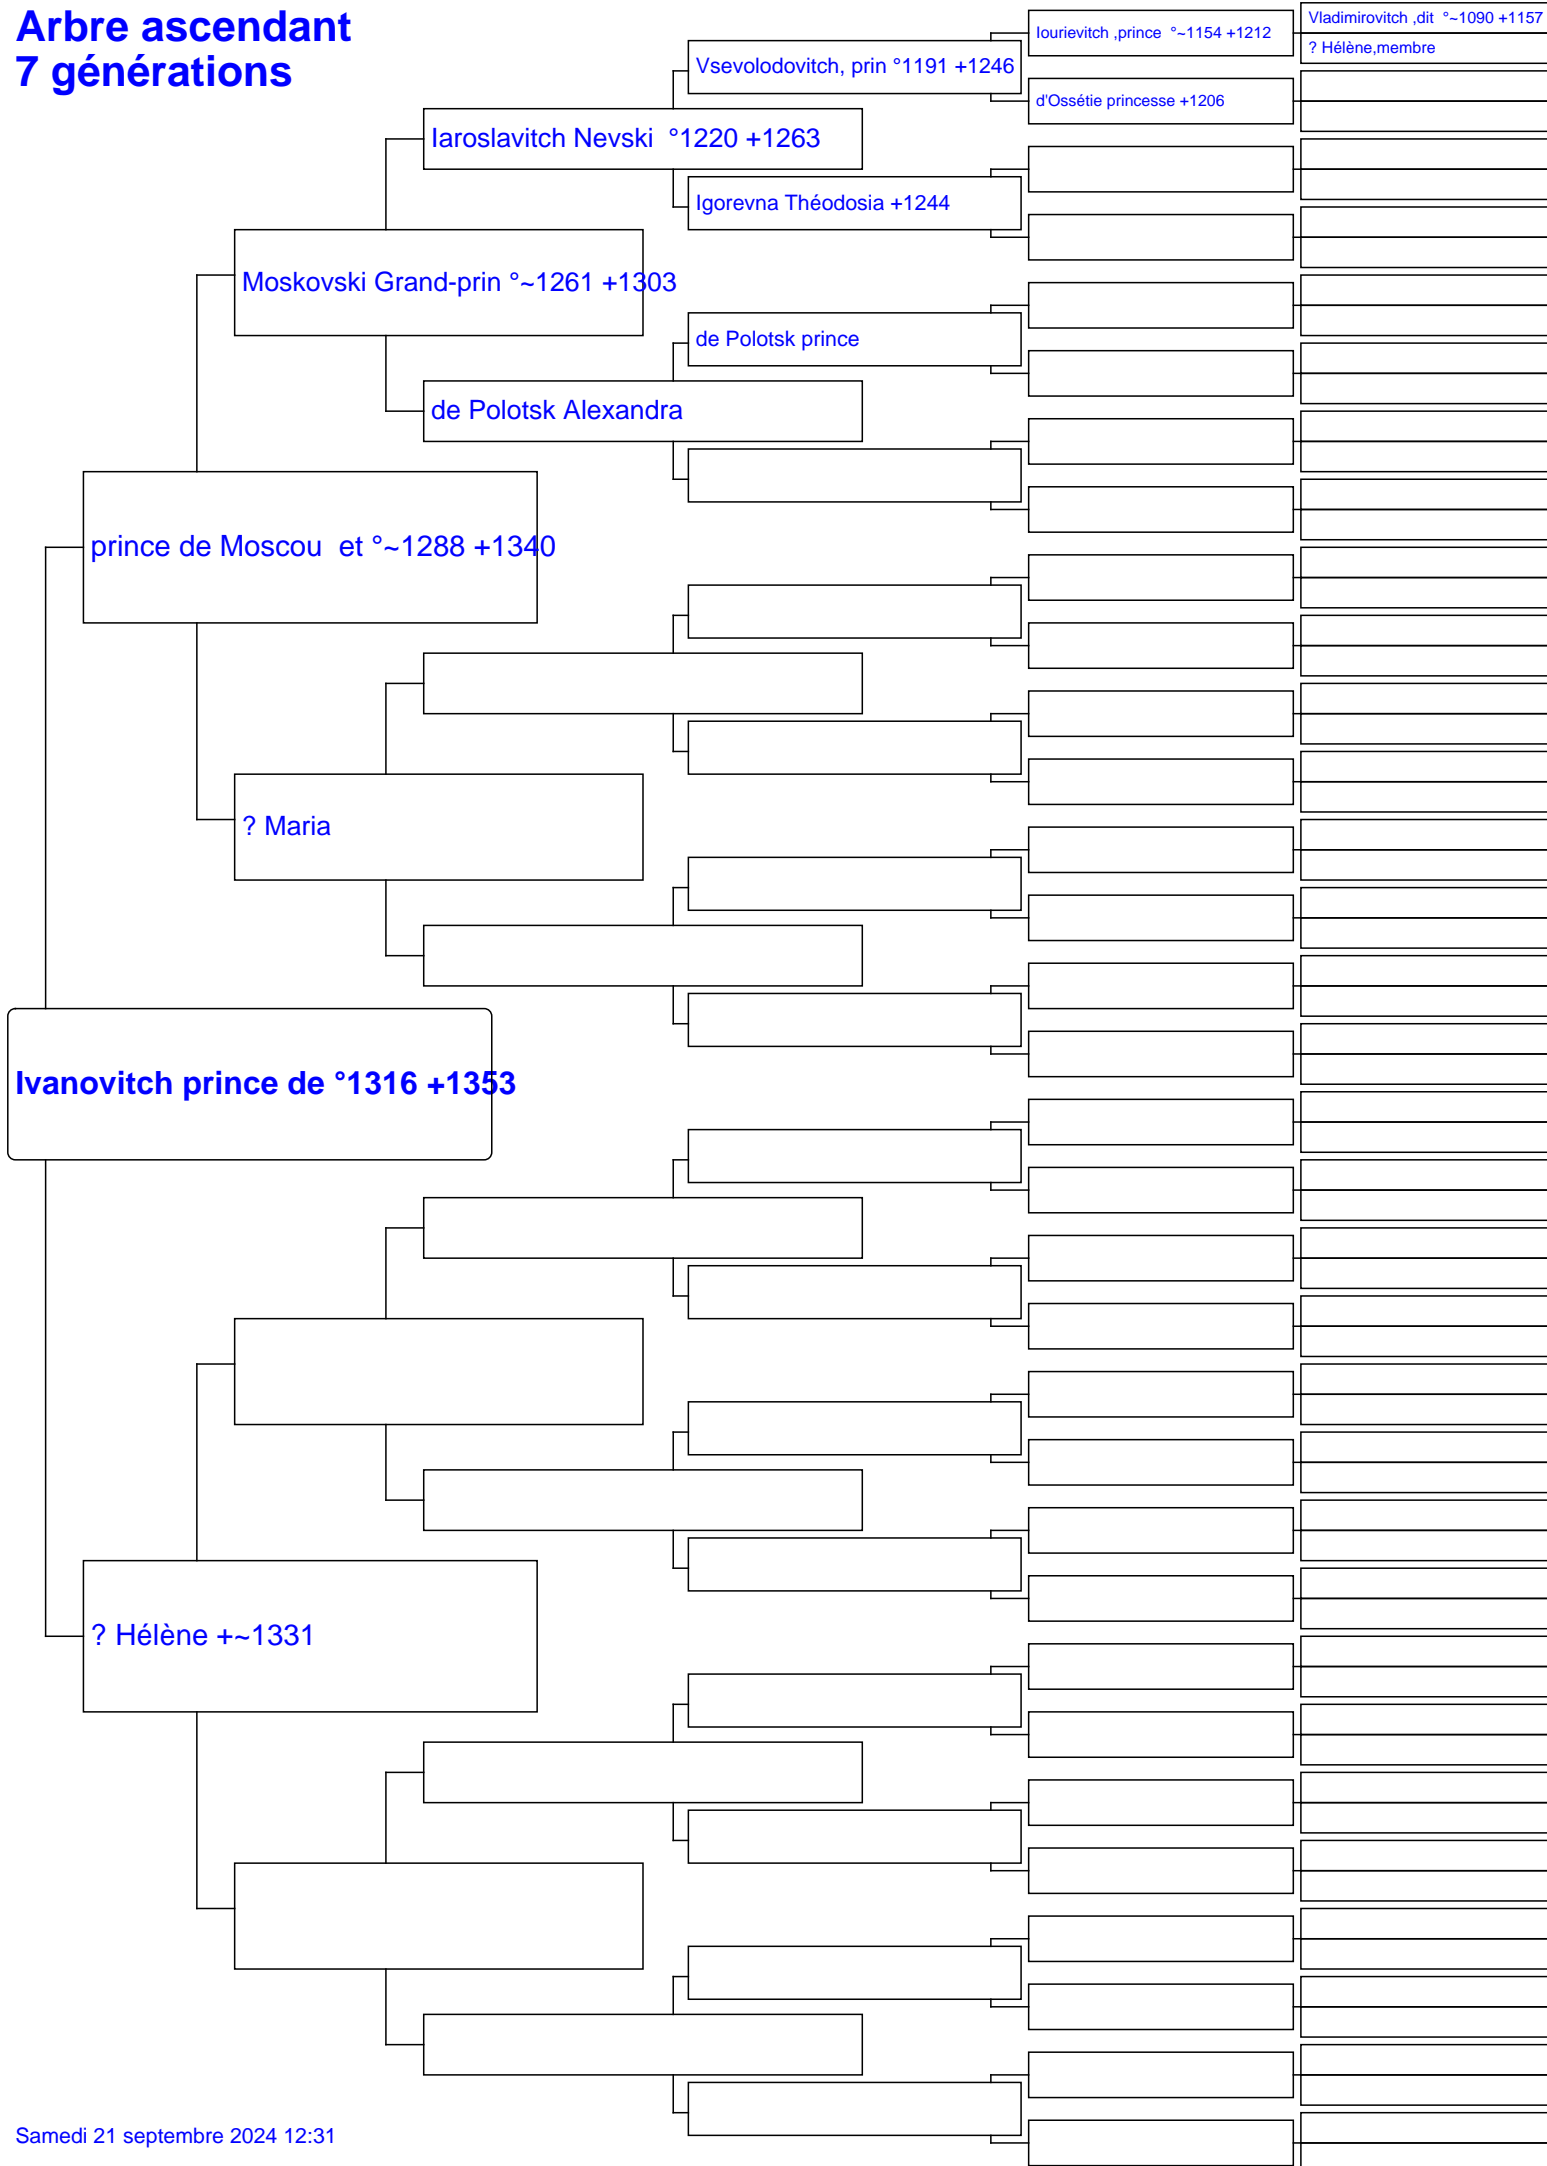 Arbre ascendant
7 générations
Vladimirovitch ,dit °~1090 +1157
Iourievitch ,prince °~1154 +1212
? Hélène,membre
Vsevolodovitch, prin °1191 +1246
d'Ossétie princesse +1206
Iaroslavitch Nevski °1220 +1263
Igorevna Théodosia +1244
Moskovski Grand-prin °~1261 +1303
de Polotsk prince
de Polotsk Alexandra
prince de Moscou et °~1288 +1340
? Maria
Ivanovitch prince de °1316 +1353
? Hélène +~1331
Samedi 21 septembre 2024 12:31